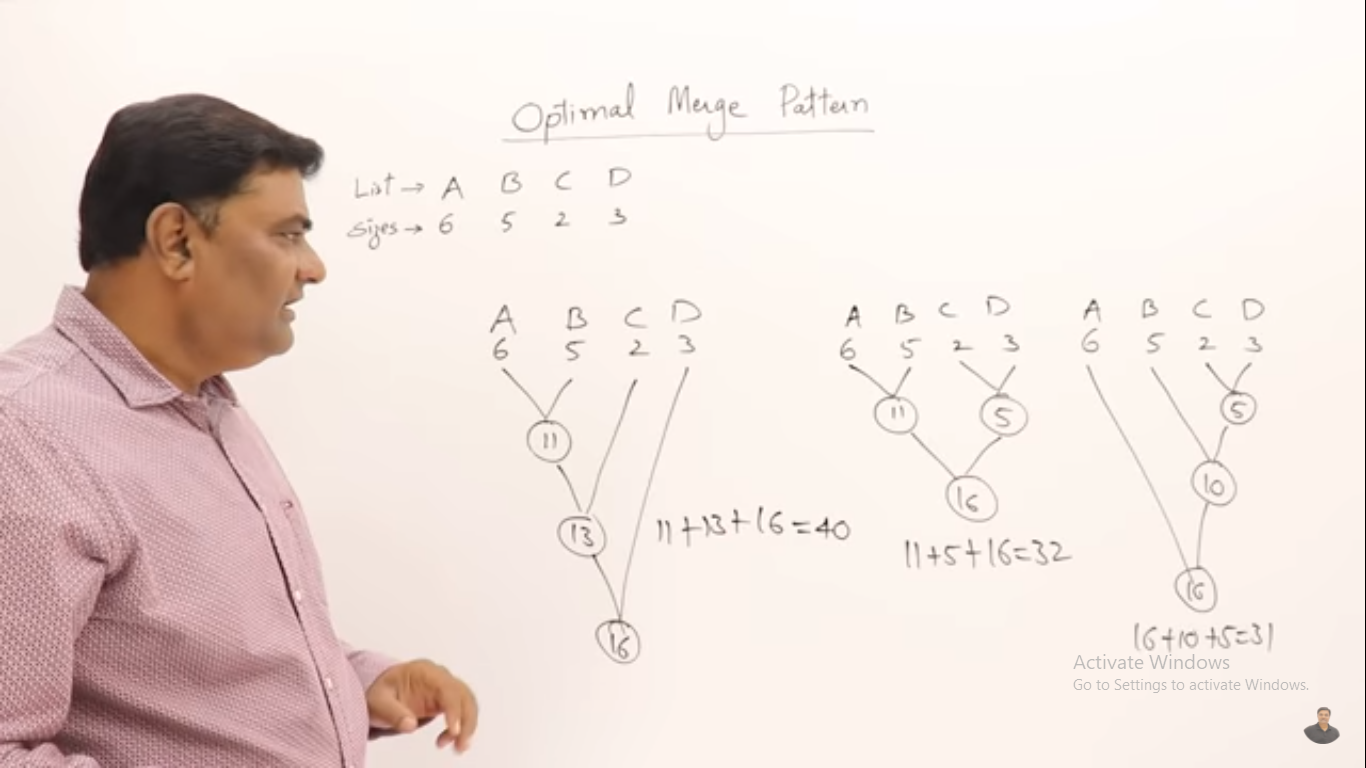 Optimal Merge Pattern
List → A B C D
Sizes → 6 5 2 3
A B C D
6 5 2 3
11
13
16
11+13+16=40
A B C D
6 5 2 3
11 5
16
11+5+16=32
A B C D
6 5 2 3
5
10
16
16+10+5=31
Activate Windows
Go to Settings to activate Windows.